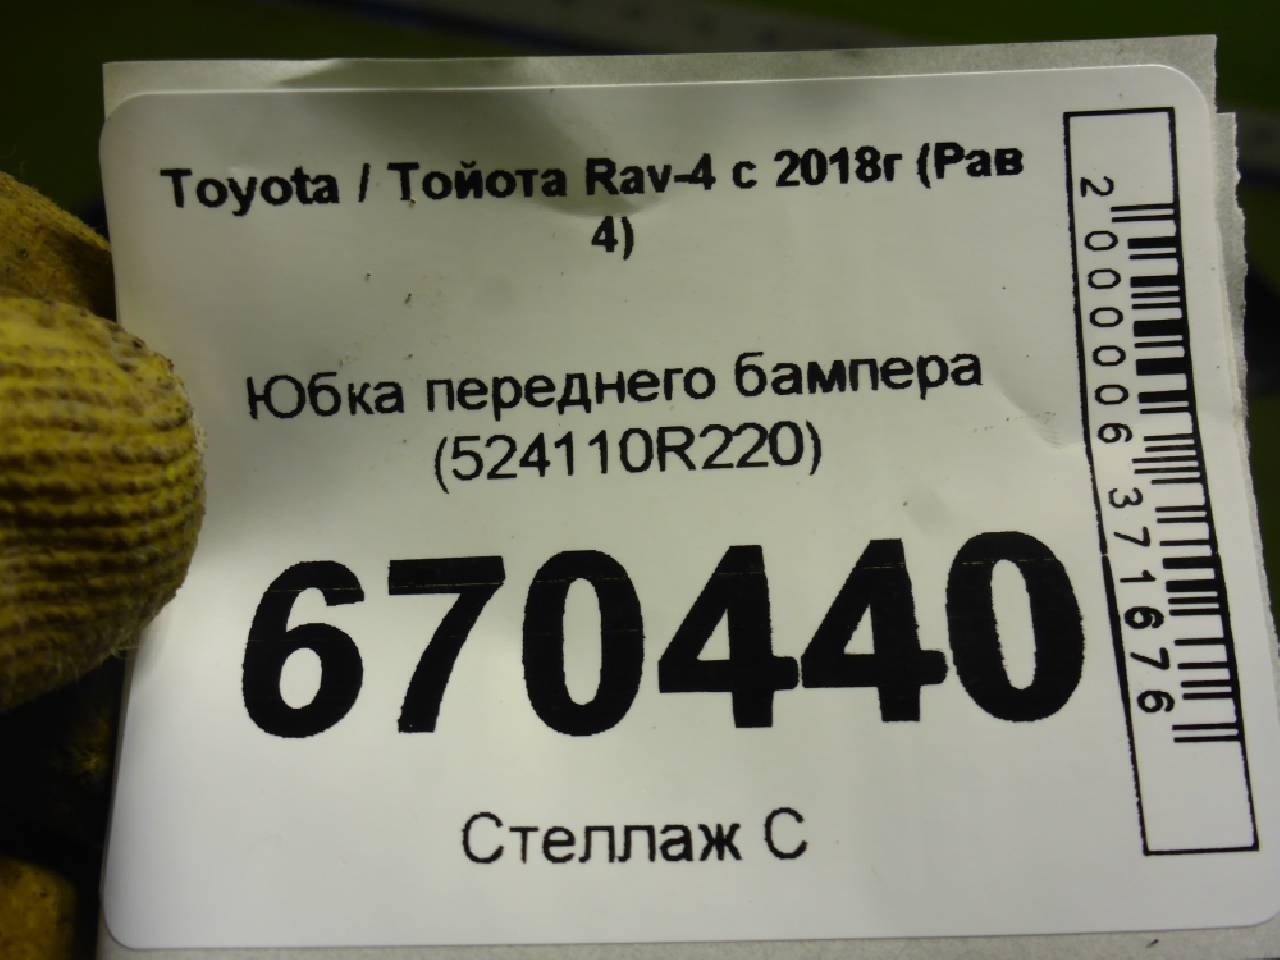 Toyota / Тойота Rav-4 с 2018г (Рав
4)
Юбка переднего бампера
(524110R220)
670440
Стеллаж С
2000006371676